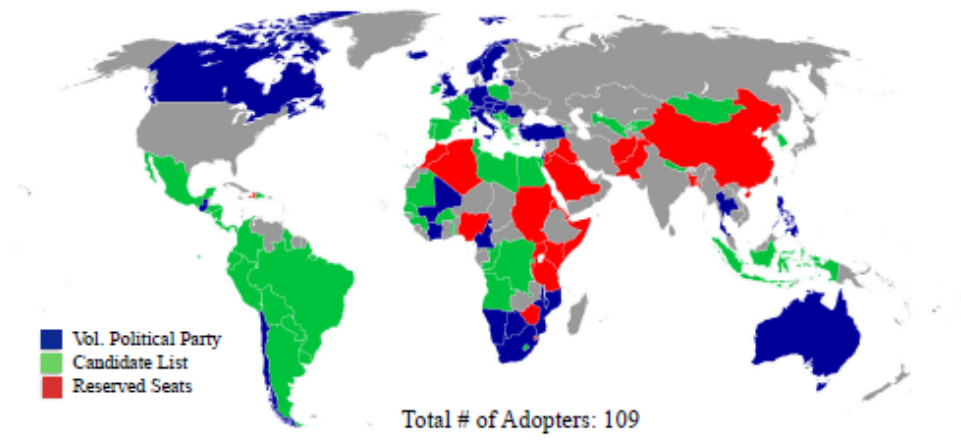 Vol. Political Party
Candidate List
Reserved Seats
Total # of Adopters: 109